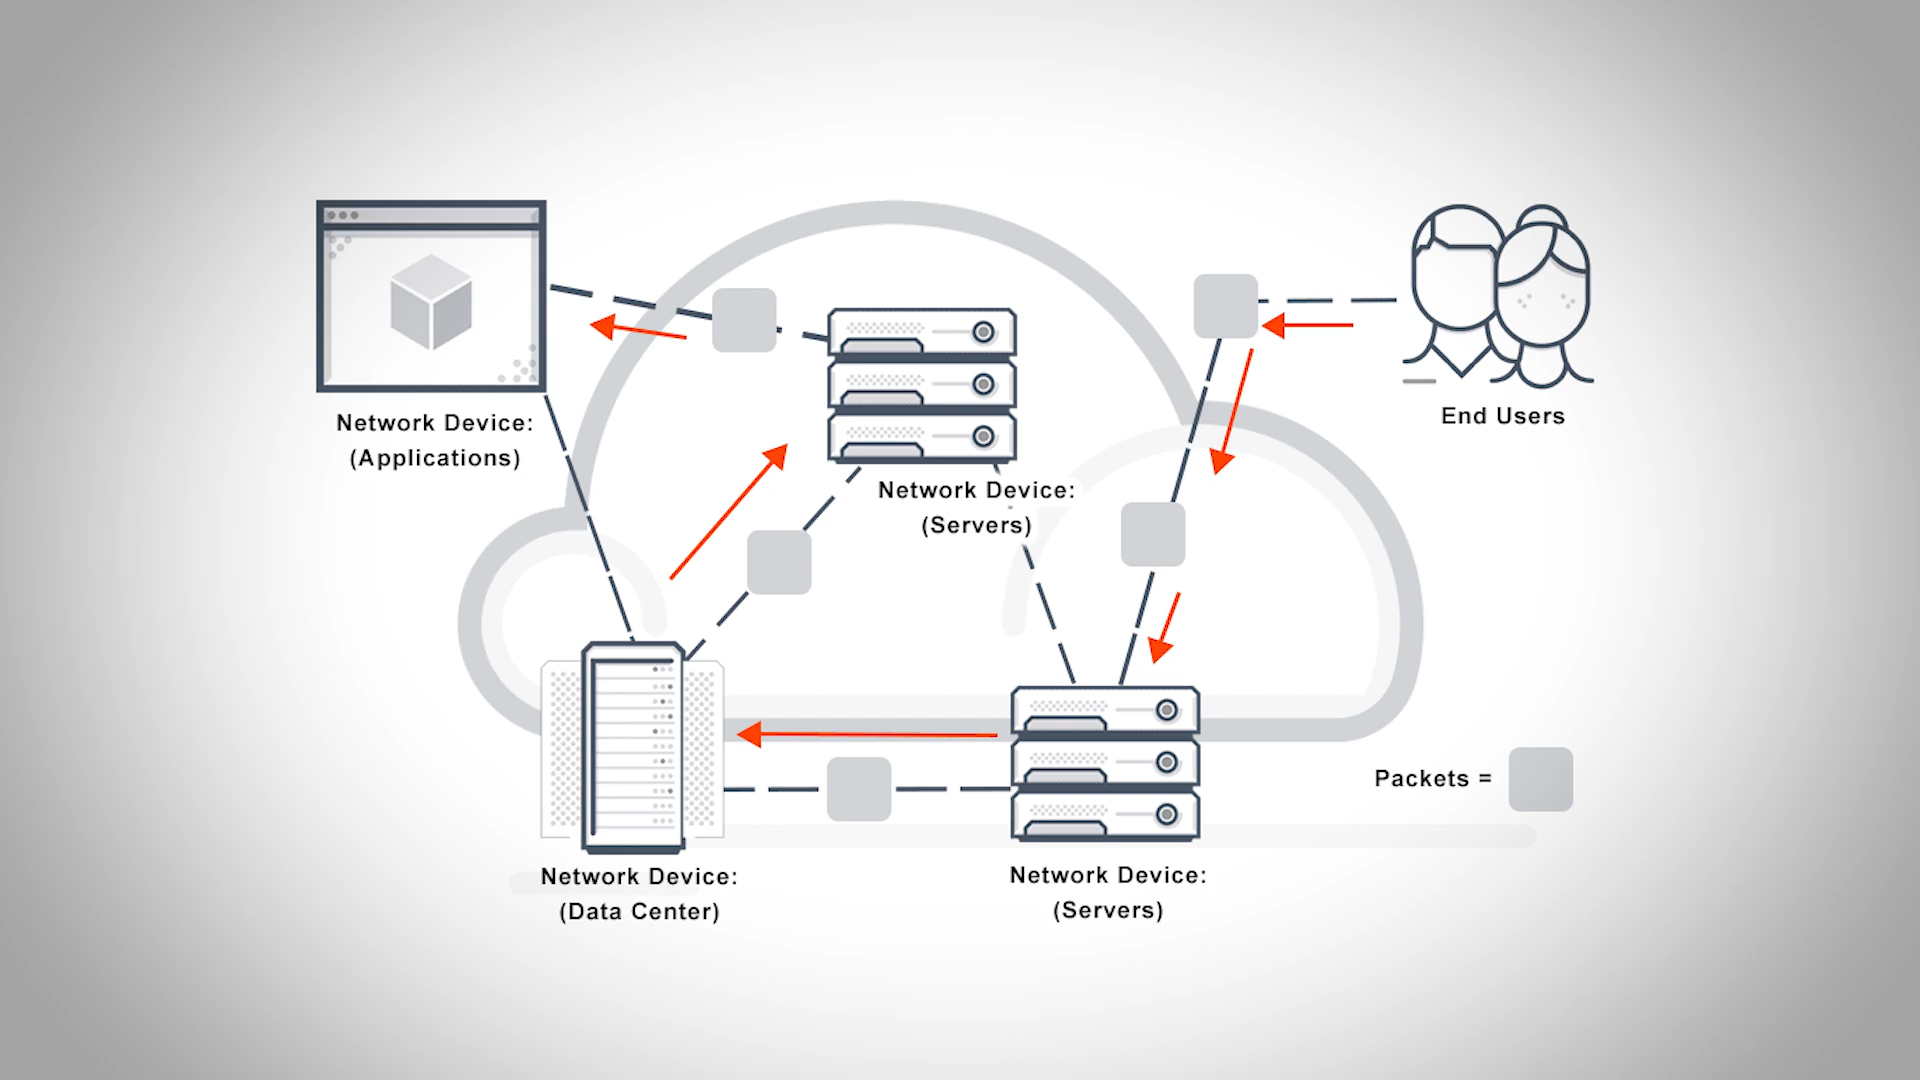 Network Device:
(Applications)
End Users
Network Device:
(Servers)
Packets =
Network Device:
(Data Center)
Network Device:
(Servers)